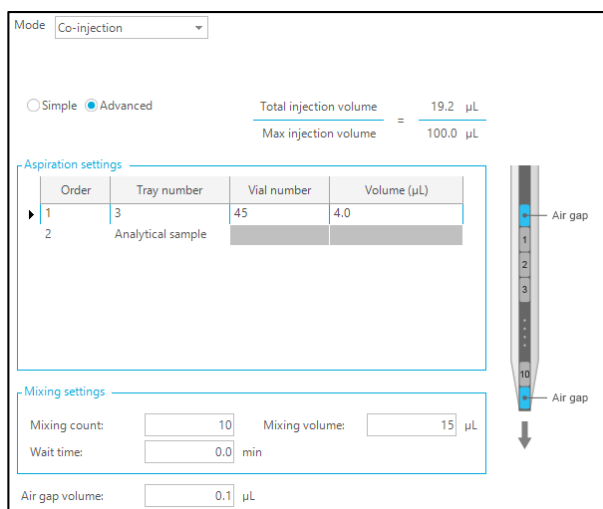 Mode Co-injection
Simple Advanced
Total injection volume = 19.2 µL
Max injection volume 100.0 µL
Aspiration settings
Order Tray number Vial number Volume (µL)
1 3 45 4.0
2 Analytical sample
Air gap
1
2
3
10
Air gap
Mixing settings
Mixing count: 10 Mixing volume: 15 µL
Wait time: 0.0 min
Air gap volume: 0.1 µL